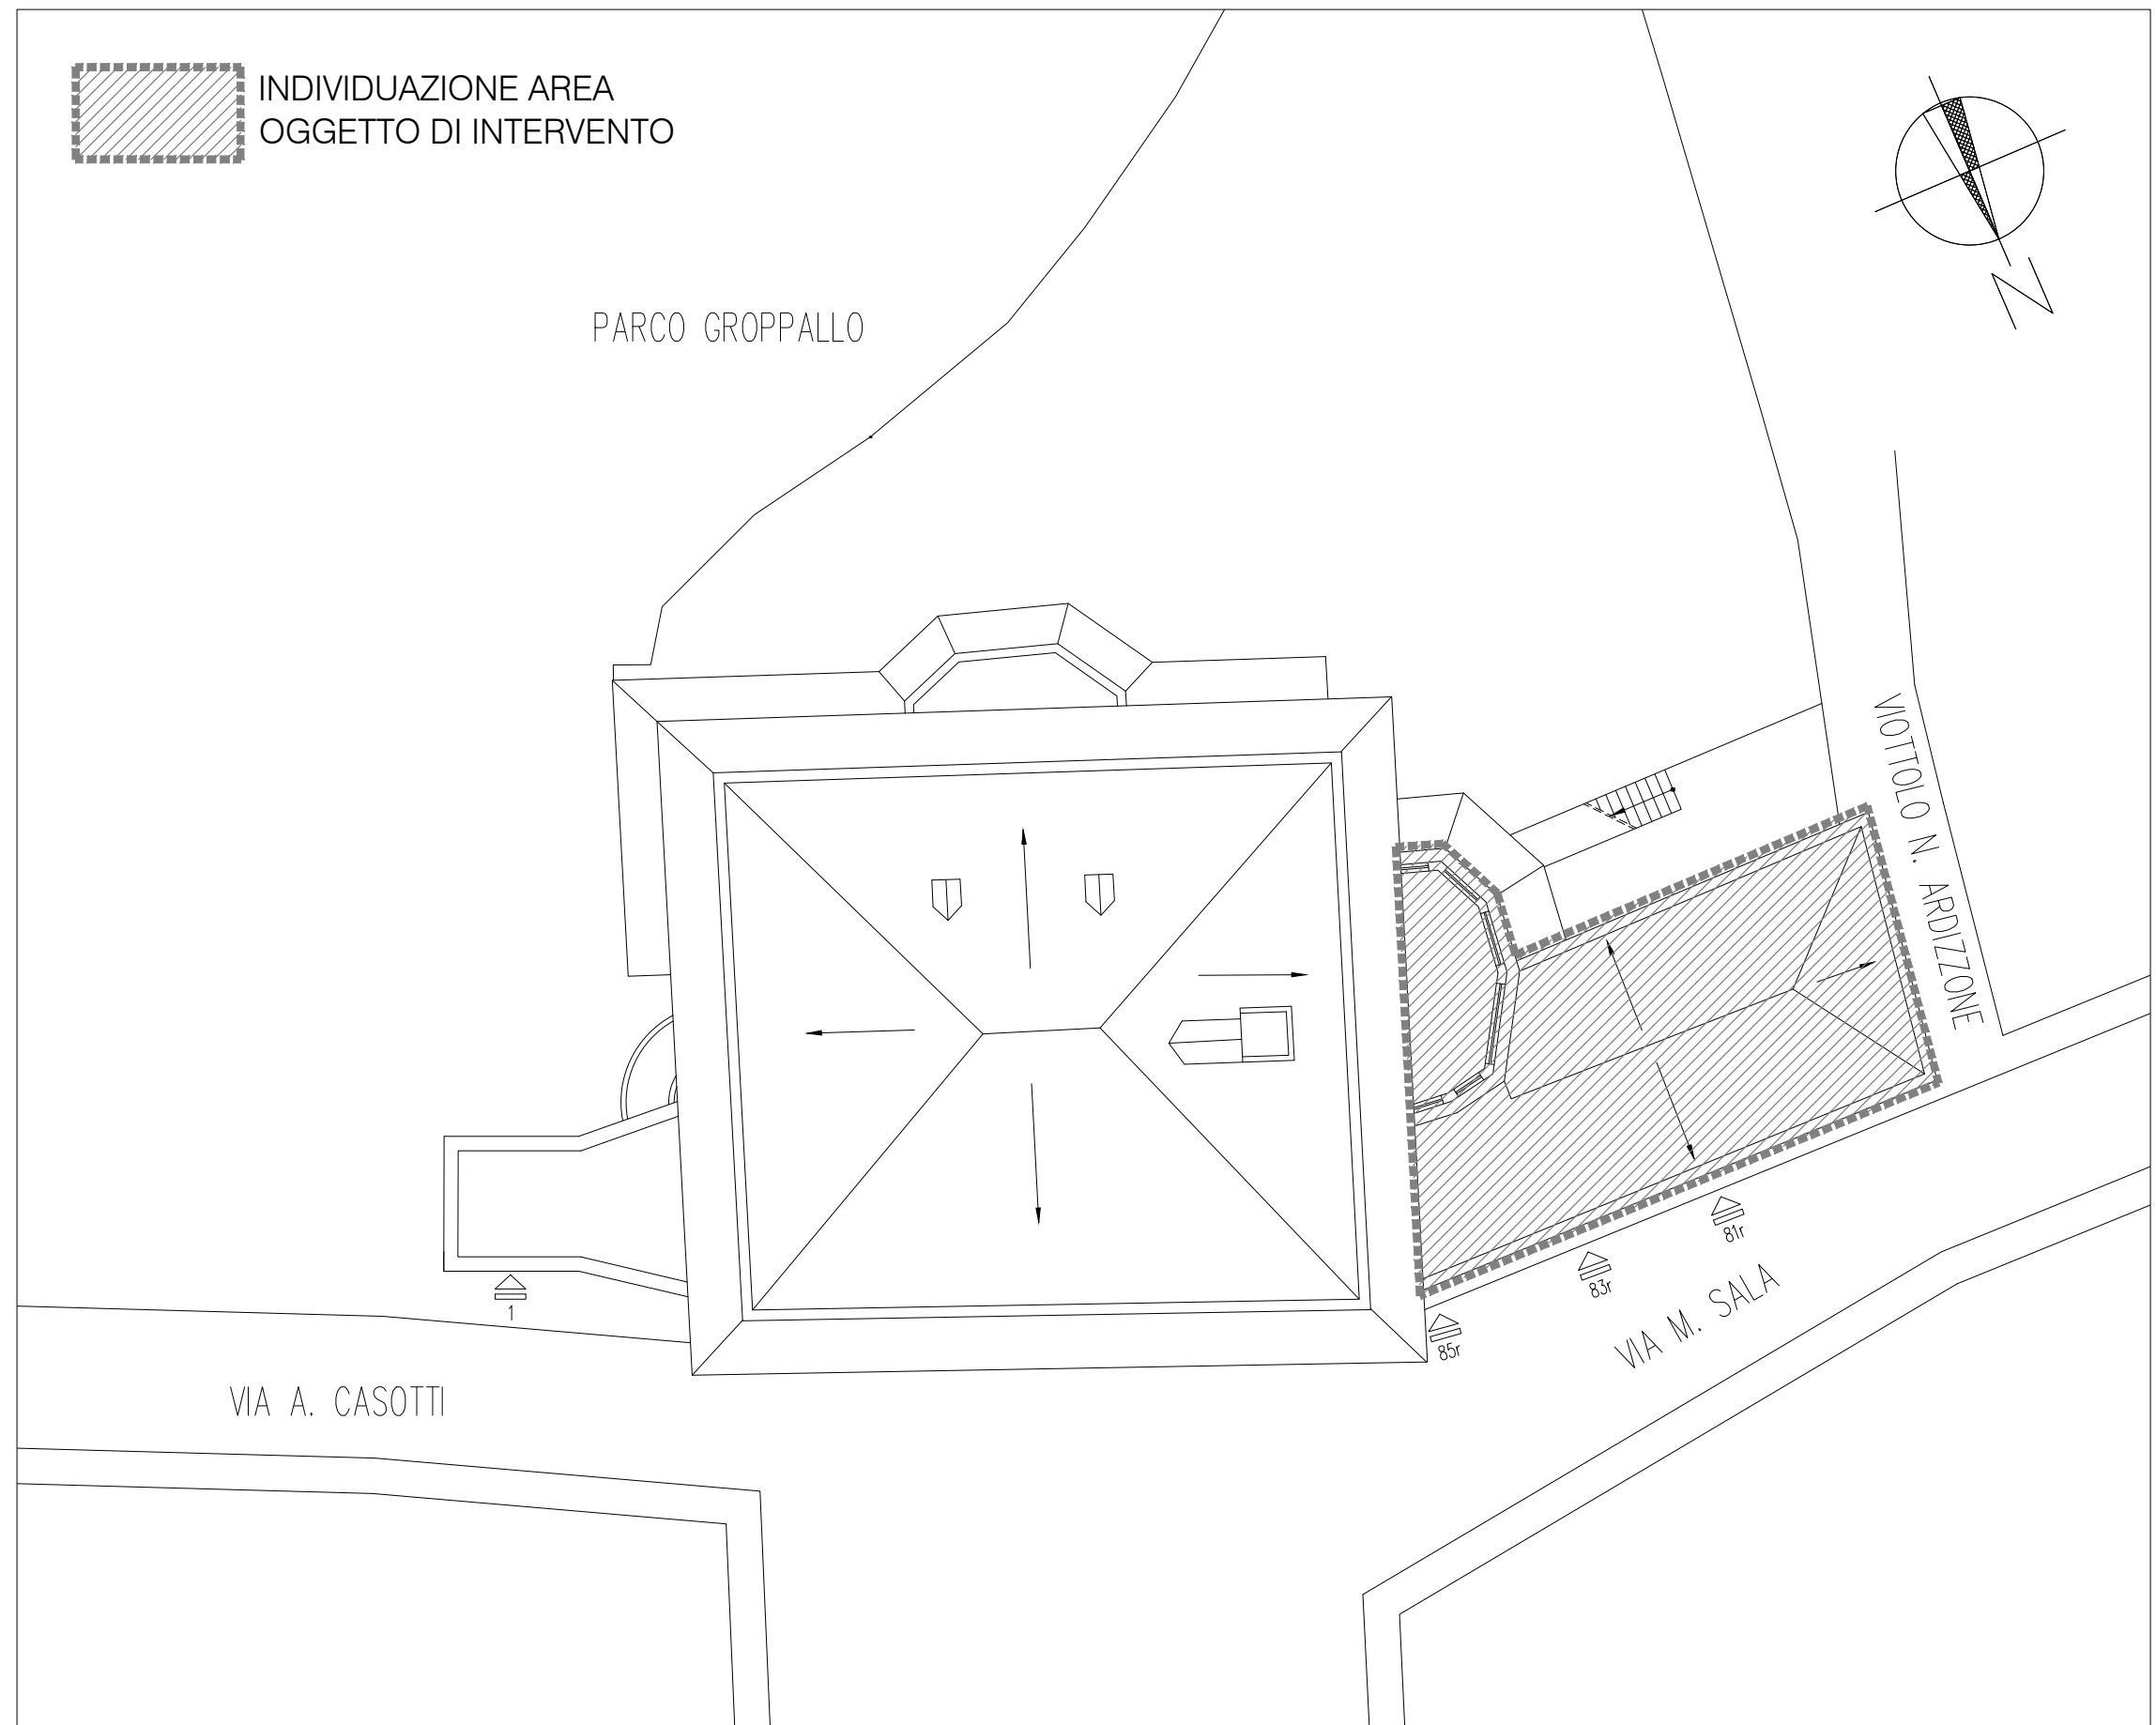 INDIVIDUAZIONE AREA
OGGETTO DI INTERVENTO
N
PARCO GROPPALLO
VIOTTOLO N. ARDIZZONE
81r
83r
VIA M. SALA
85r
1
VIA A. CASOTTI